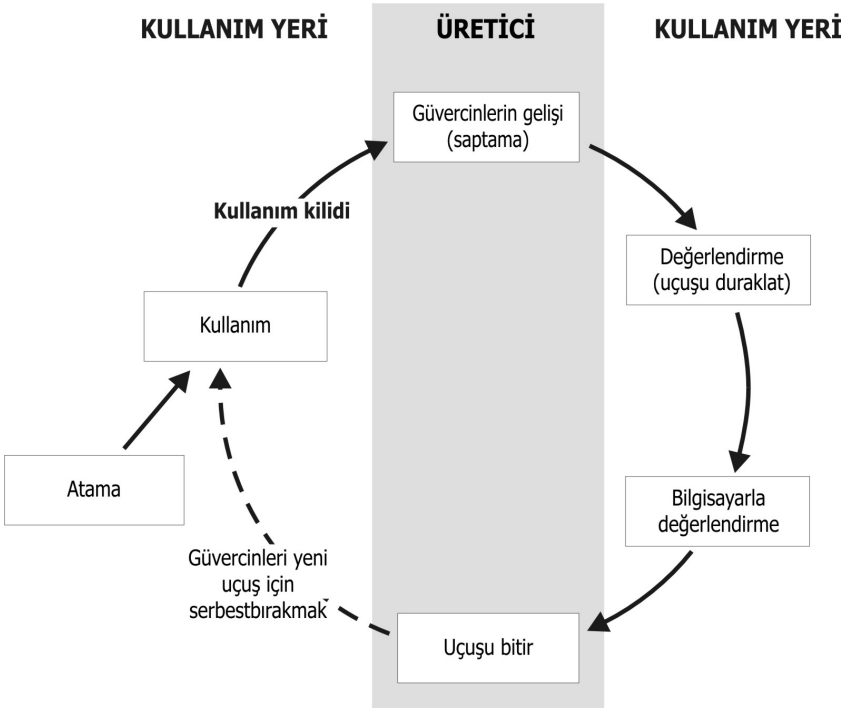 KULLANIM YERİ
ÜRETİCİ
KULLANIM YERİ
Güvercinlerin gelişi
(saptama)
Kullanım kilidi
Değerlendirme
(uçuşu duraklat)
Kullanım
Atama
Bilgisayarla
değerlendirme
Güvercinleri yeni
uçuş için
serbestbırakmak
Uçuşu bitir